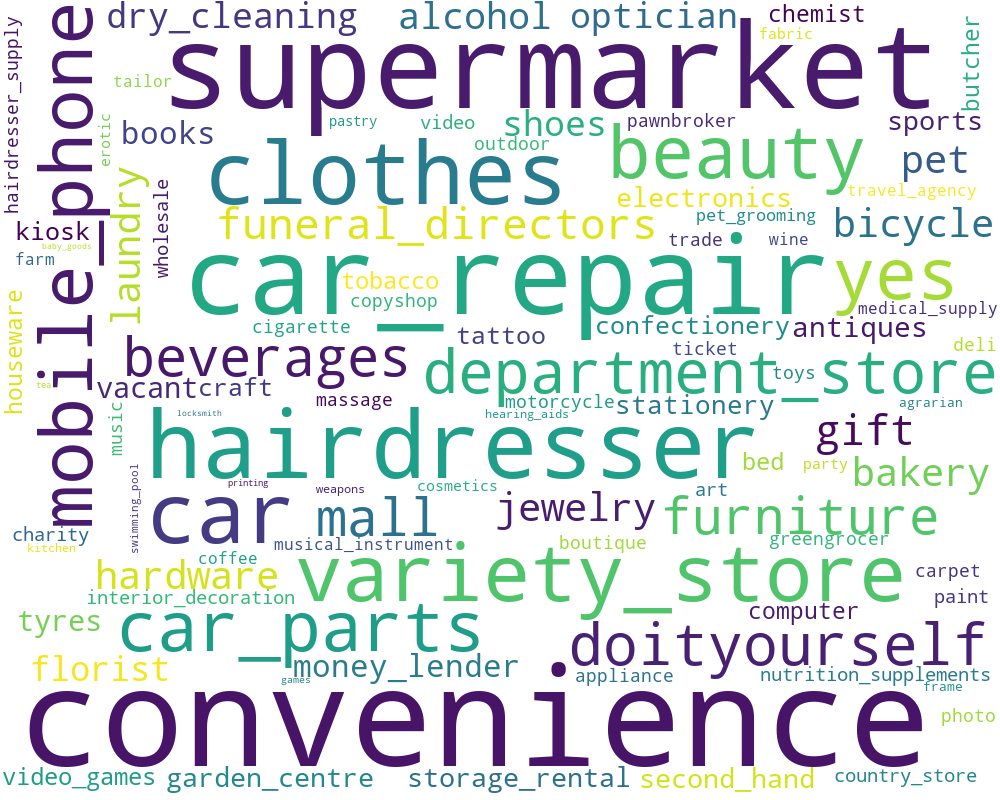 dry_cleaning
alcohol
optician
chemist
fabric
hairdresser_supply
mobile_phone
supermarket
butcher
tailor
erotic
books
pastry
video
shoes
outdoor
pawnbroker
sports
clothes
beauty
pet
laundry
wholesale
electronics
travel_agency
kiosk
baby_goods
farm
funeral_directors
pet_grooming
trade
wine
bicycle
car_repair
tobacco
copyshop
yes
medical_supply
houseware
cigarette
tattoo
confectionery
antiques
deli
beverages
ticket
department_store
toys
tea
vacant
craft
massage
motorcycle
stationery
agrarian
music
locksmith
hearing_aids
hairdresser
gift
bed
party
bakery
swimming_pool
printing
weapons
cosmetics
art
car
mall
jewelry
furniture
charity
kitchen
musical_instrument
boutique
greengrocer
coffee
hardware
variety_store
carpet
interior_decoration
paint
tyres
car_parts
computer
doityourself
florist
money_lender
appliance
nutrition_supplements
games
frame
convenience
photo
video_games
garden_centre
storage_rental
second_hand
country_store